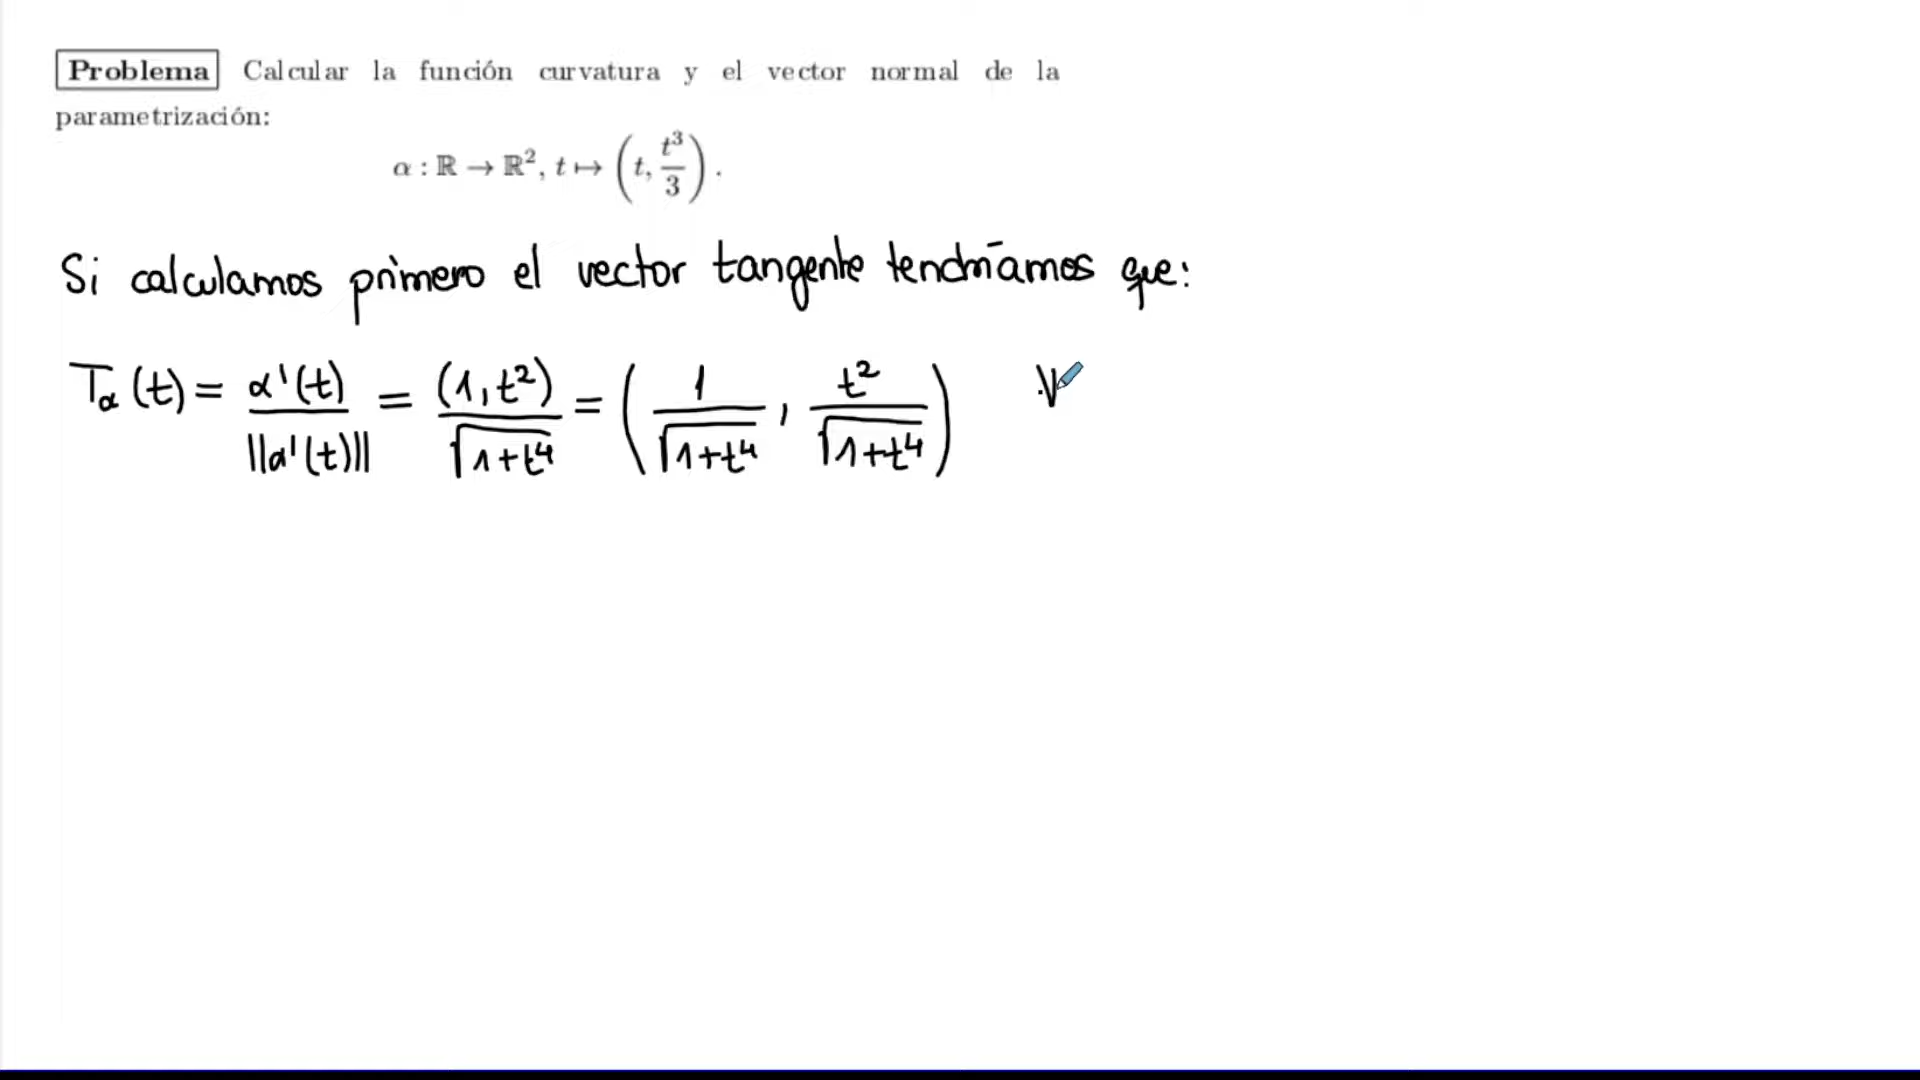 Problema Calcular la función curvatura y el vector normal de la
parametrización:
α : ℝ → ℝ², t ↦ (t, t³/3).
Si calculamos primero el vector tangente tendríamos que:
Tα(t) = α'(t)/||α'(t)|| = (1, t²)/√(1+t⁴) = (1/√(1+t⁴), t²/√(1+t⁴))